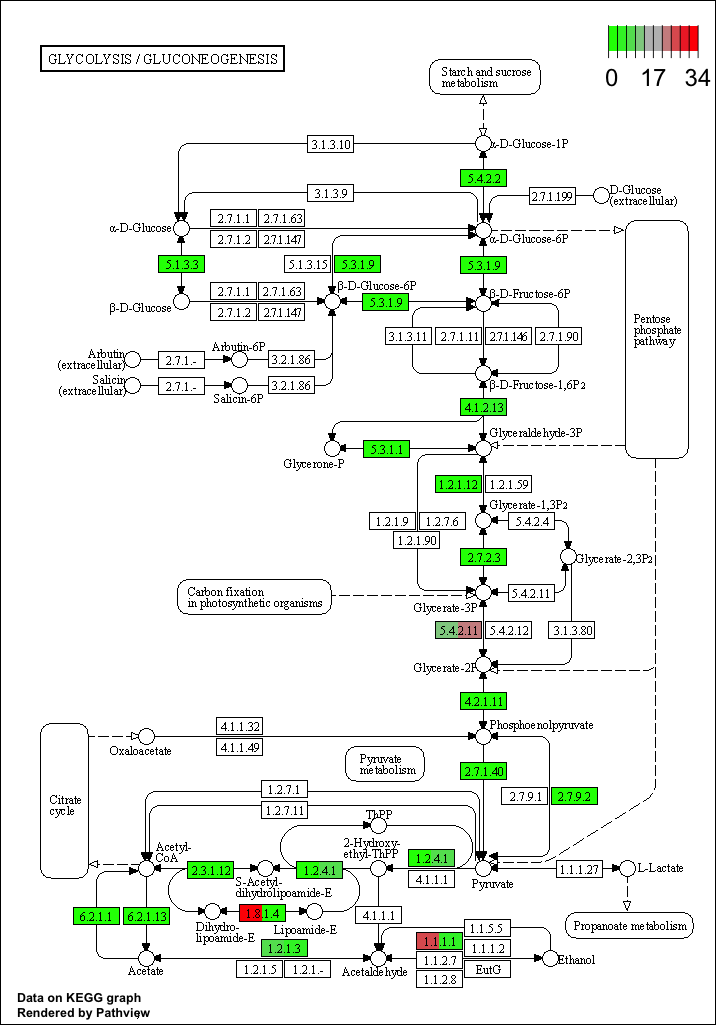 GLYCOLYSIS / GLUCONEOGENESIS
0 17 34
Starch and sucrose
metabolism
3.1.3.10
α-D-Glucose-1P
5.4.2.2
3.1.3.9
2.7.1.199
D-Glucose
(extracellular)
α-D-Glucose
2.7.1.1 2.7.1.63
2.7.1.2 2.7.1.147
α-D-Glucose-6P
5.1.3.3
5.1.3.15 5.3.1.9
5.3.1.9
β-D-Glucose
2.7.1.1 2.7.1.63
2.7.1.2 2.7.1.147
β-D-Glucose-6P
5.3.1.9
β-D-Fructose-6P
Pentose
phosphate
pathway
3.1.3.11 2.7.1.11 2.7.1.146 2.7.1.90
Arbutin
(extracellular)
2.7.1.-
Arbutin-6P
3.2.1.86
Salicin
(extracellular)
2.7.1.-
Salicin-6P
3.2.1.86
β-D-Fructose-1,6P2
4.1.2.13
Glyceraldehyde-3P
5.3.1.1
Glycerone-P
1.2.1.12 1.2.1.59
Glycerate-1,3P2
1.2.1.9 1.2.7.6
1.2.1.90
5.4.2.4
2.7.2.3
Glycerate-2,3P2
Carbon fixation
in photosynthetic organisms
5.4.2.11
Glycerate-3P
5.4.2.11 5.4.2.12
3.1.3.80
Glycerate-2P
4.2.1.11
4.1.1.32
Phosphoenolpyruvate
Oxaloacetate
4.1.1.49
Pyruvate
metabolism
2.7.1.40
Citrate
cycle
1.2.7.1
2.7.9.1 2.7.9.2
1.2.7.11
ThPP
Acetyl-
CoA
2-Hydroxy-
ethyl-ThPP
2.3.1.12
S-Acetyl-
dihydrolipoamide-E
1.2.4.1
1.2.4.1
4.1.1.1
Pyruvate
1.1.1.27
L-Lactate
6.2.1.1 6.2.1.13
1.8.1.4
Dihydro-
lipoamide-E
Lipoamide-E
4.1.1.1
Propanoate metabolism
1.2.1.3
1.2.1.5 1.2.1.-
Acetate
Acetaldehyde
1.1.1.1
1.1.2.7
1.1.2.8
1.1.5.5
1.1.1.2
EutG
Ethanol
Data on KEGG graph
Rendered by Pathview